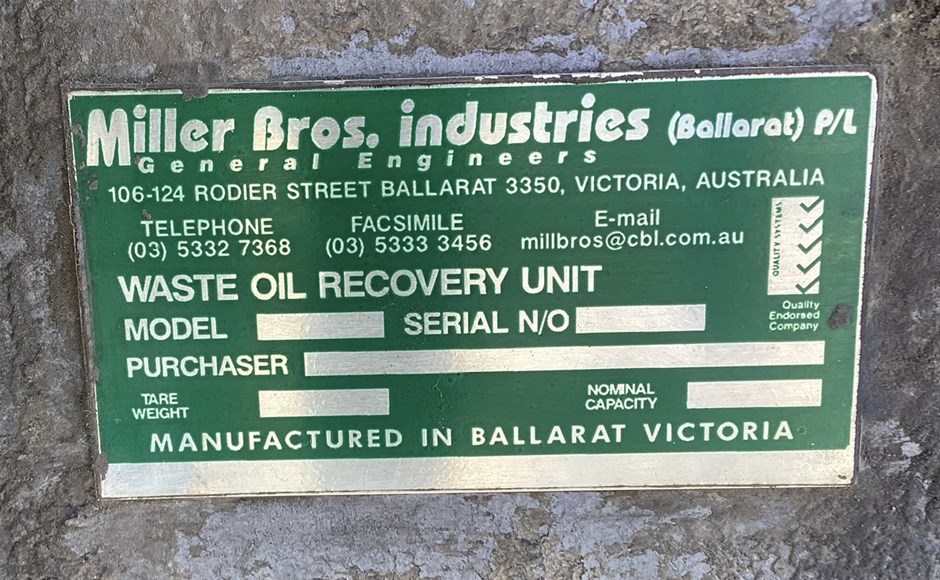 Miller Bros. industries (Ballarat) P/L
General Engineers
106-124 RODIER STREET BALLARAT 3350, VICTORIA, AUSTRALIA
TELEPHONE FACSIMILE E-mail
(03) 5332 7368 (03) 5333 3456 millbros@cbl.com.au
QUALITY SYSTEMS
Quality
Endorsed
Company
WASTE OIL RECOVERY UNIT
MODEL SERIAL N/O
PURCHASER
TARE
WEIGHT
NOMINAL
CAPACITY
MANUFACTURED IN BALLARAT VICTORIA